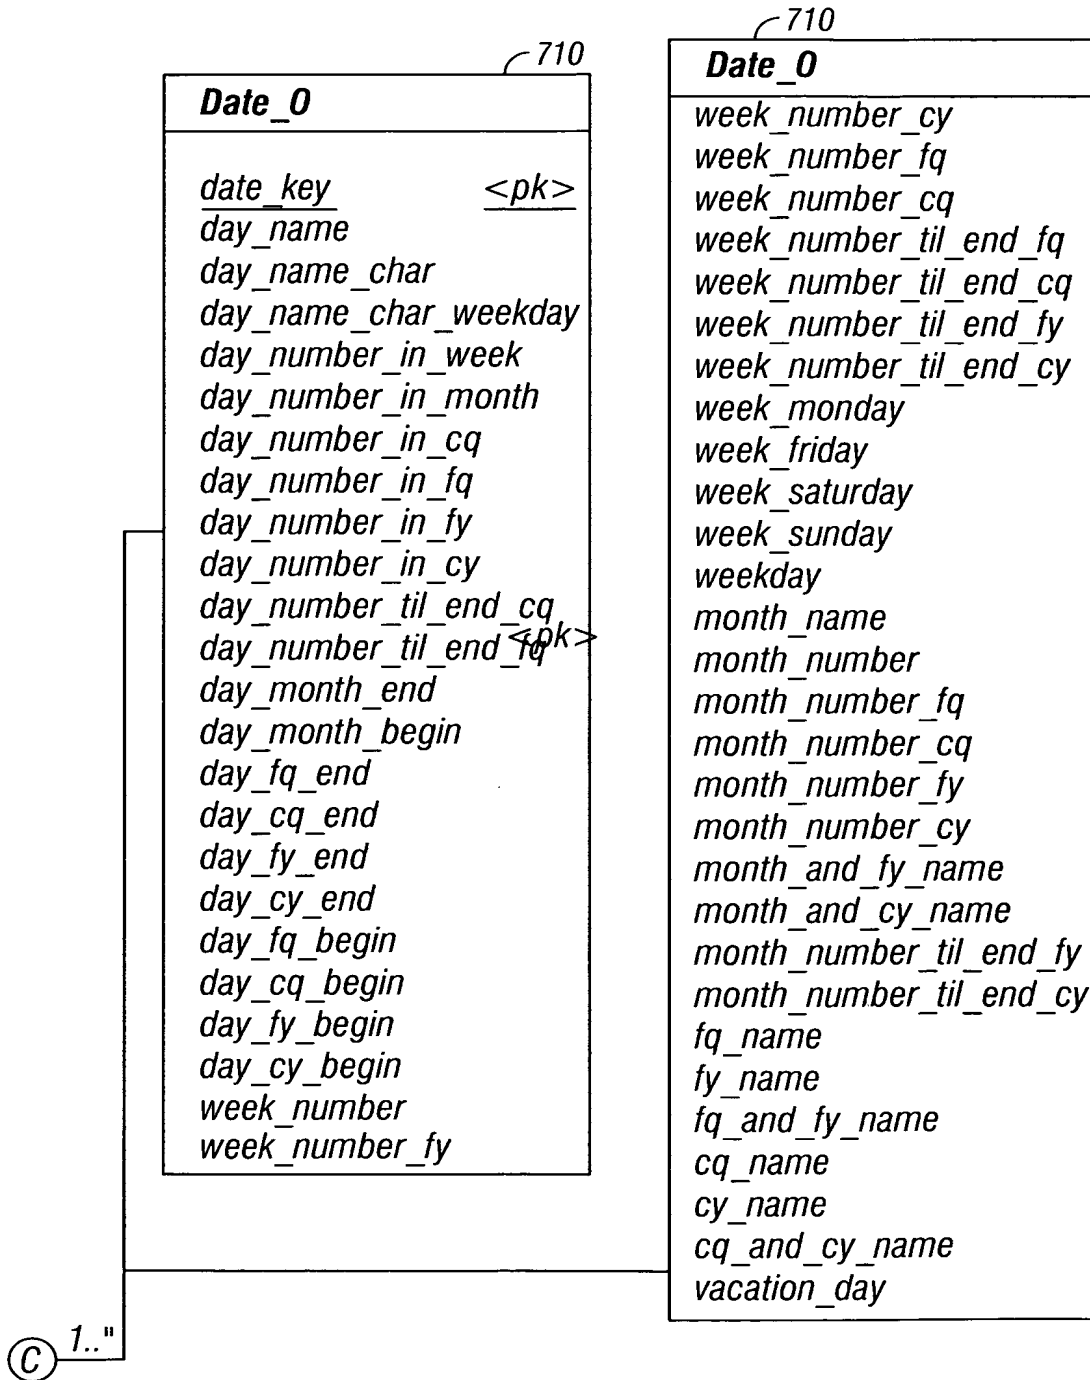 710
Date_O
date_key <pk>
day_name
day_name_char
day_name_char_weekday
day_number_in_week
day_number_in_month
day_number_in_cq
day_number_in_fq
day_number_in_fy
day_number_in_cy
day_number_til_end_cq
day_number_til_end_fq <pk>
day_month_end
day_month_begin
day_fq_end
day_cq_end
day_fy_end
day_cy_end
day_fq_begin
day_cq_begin
day_fy_begin
day_cy_begin
week_number
week_number_fy
710
Date_O
week_number_cy
week_number_fq
week_number_cq
week_number_til_end_fq
week_number_til_end_cq
week_number_til_end_fy
week_number_til_end_cy
week_monday
week_friday
week_saturday
week_sunday
weekday
month_name
month_number
month_number_fq
month_number_cq
month_number_fy
month_number_cy
month_and_fy_name
month_and_cy_name
month_number_til_end_fy
month_number_til_end_cy
fq_name
fy_name
fq_and_fy_name
cq_name
cy_name
cq_and_cy_name
vacation_day
C 1.."